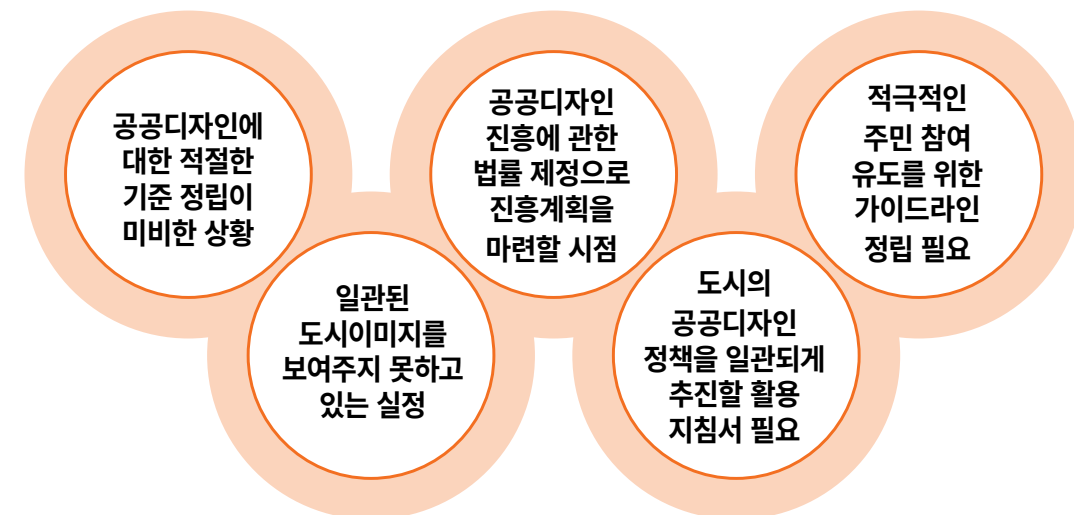 공공디자인에
대한 적절한
기준 정립이
미비한 상황
일관된
도시이미지를
보여주지 못하고
있는 실정
공공디자인
진흥에 관한
법률 제정으로
진흥계획을
마련할 시점
도시의
공공디자인
정책을 일관되게
추진할 활용
지침서 필요
적극적인
주민 참여
유도를 위한
가이드라인
정립 필요